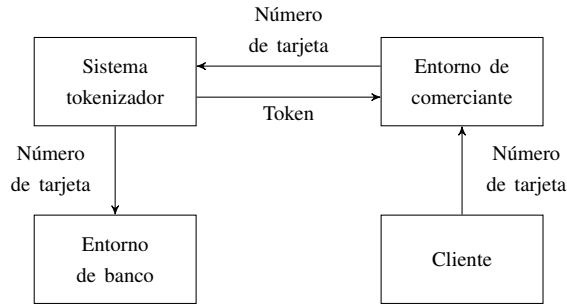 Número
de tarjeta
Sistema
tokenizador
Entorno de
comerciante
Token
Número
de tarjeta
Número
de tarjeta
Entorno
de banco
Cliente